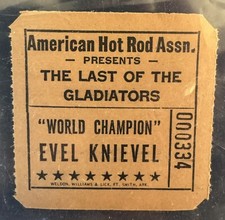 American Hot Rod Assn.
— PRESENTS —
THE LAST OF THE
GLADIATORS
"WORLD CHAMPION"
EVEL KNIEVEL
★★★★★★★★
WELDON, WILLIAMS & LICK, FT. SMITH, ARK.
000334